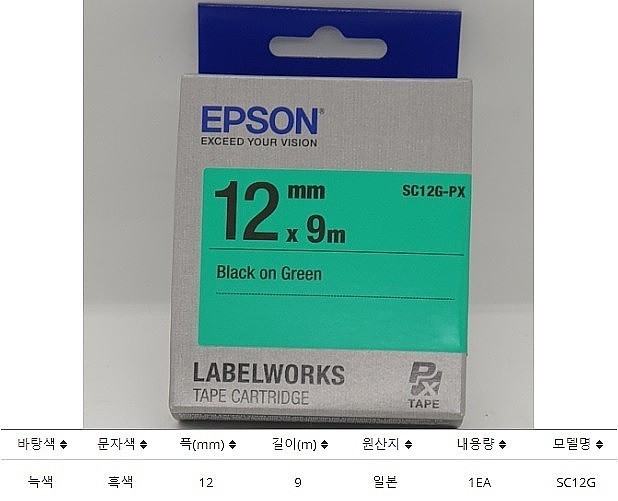 EPSON®
EXCEED YOUR VISION
12 mm x 9m
SC12G-PX
Black on Green
LABELWORKS
TAPE CARTRIDGE
PX
TAPE
바탕색 문자색 폭(mm) 길이(m) 원산지 내용량 모델명
녹색 흑색 12 9 일본 1EA SC12G